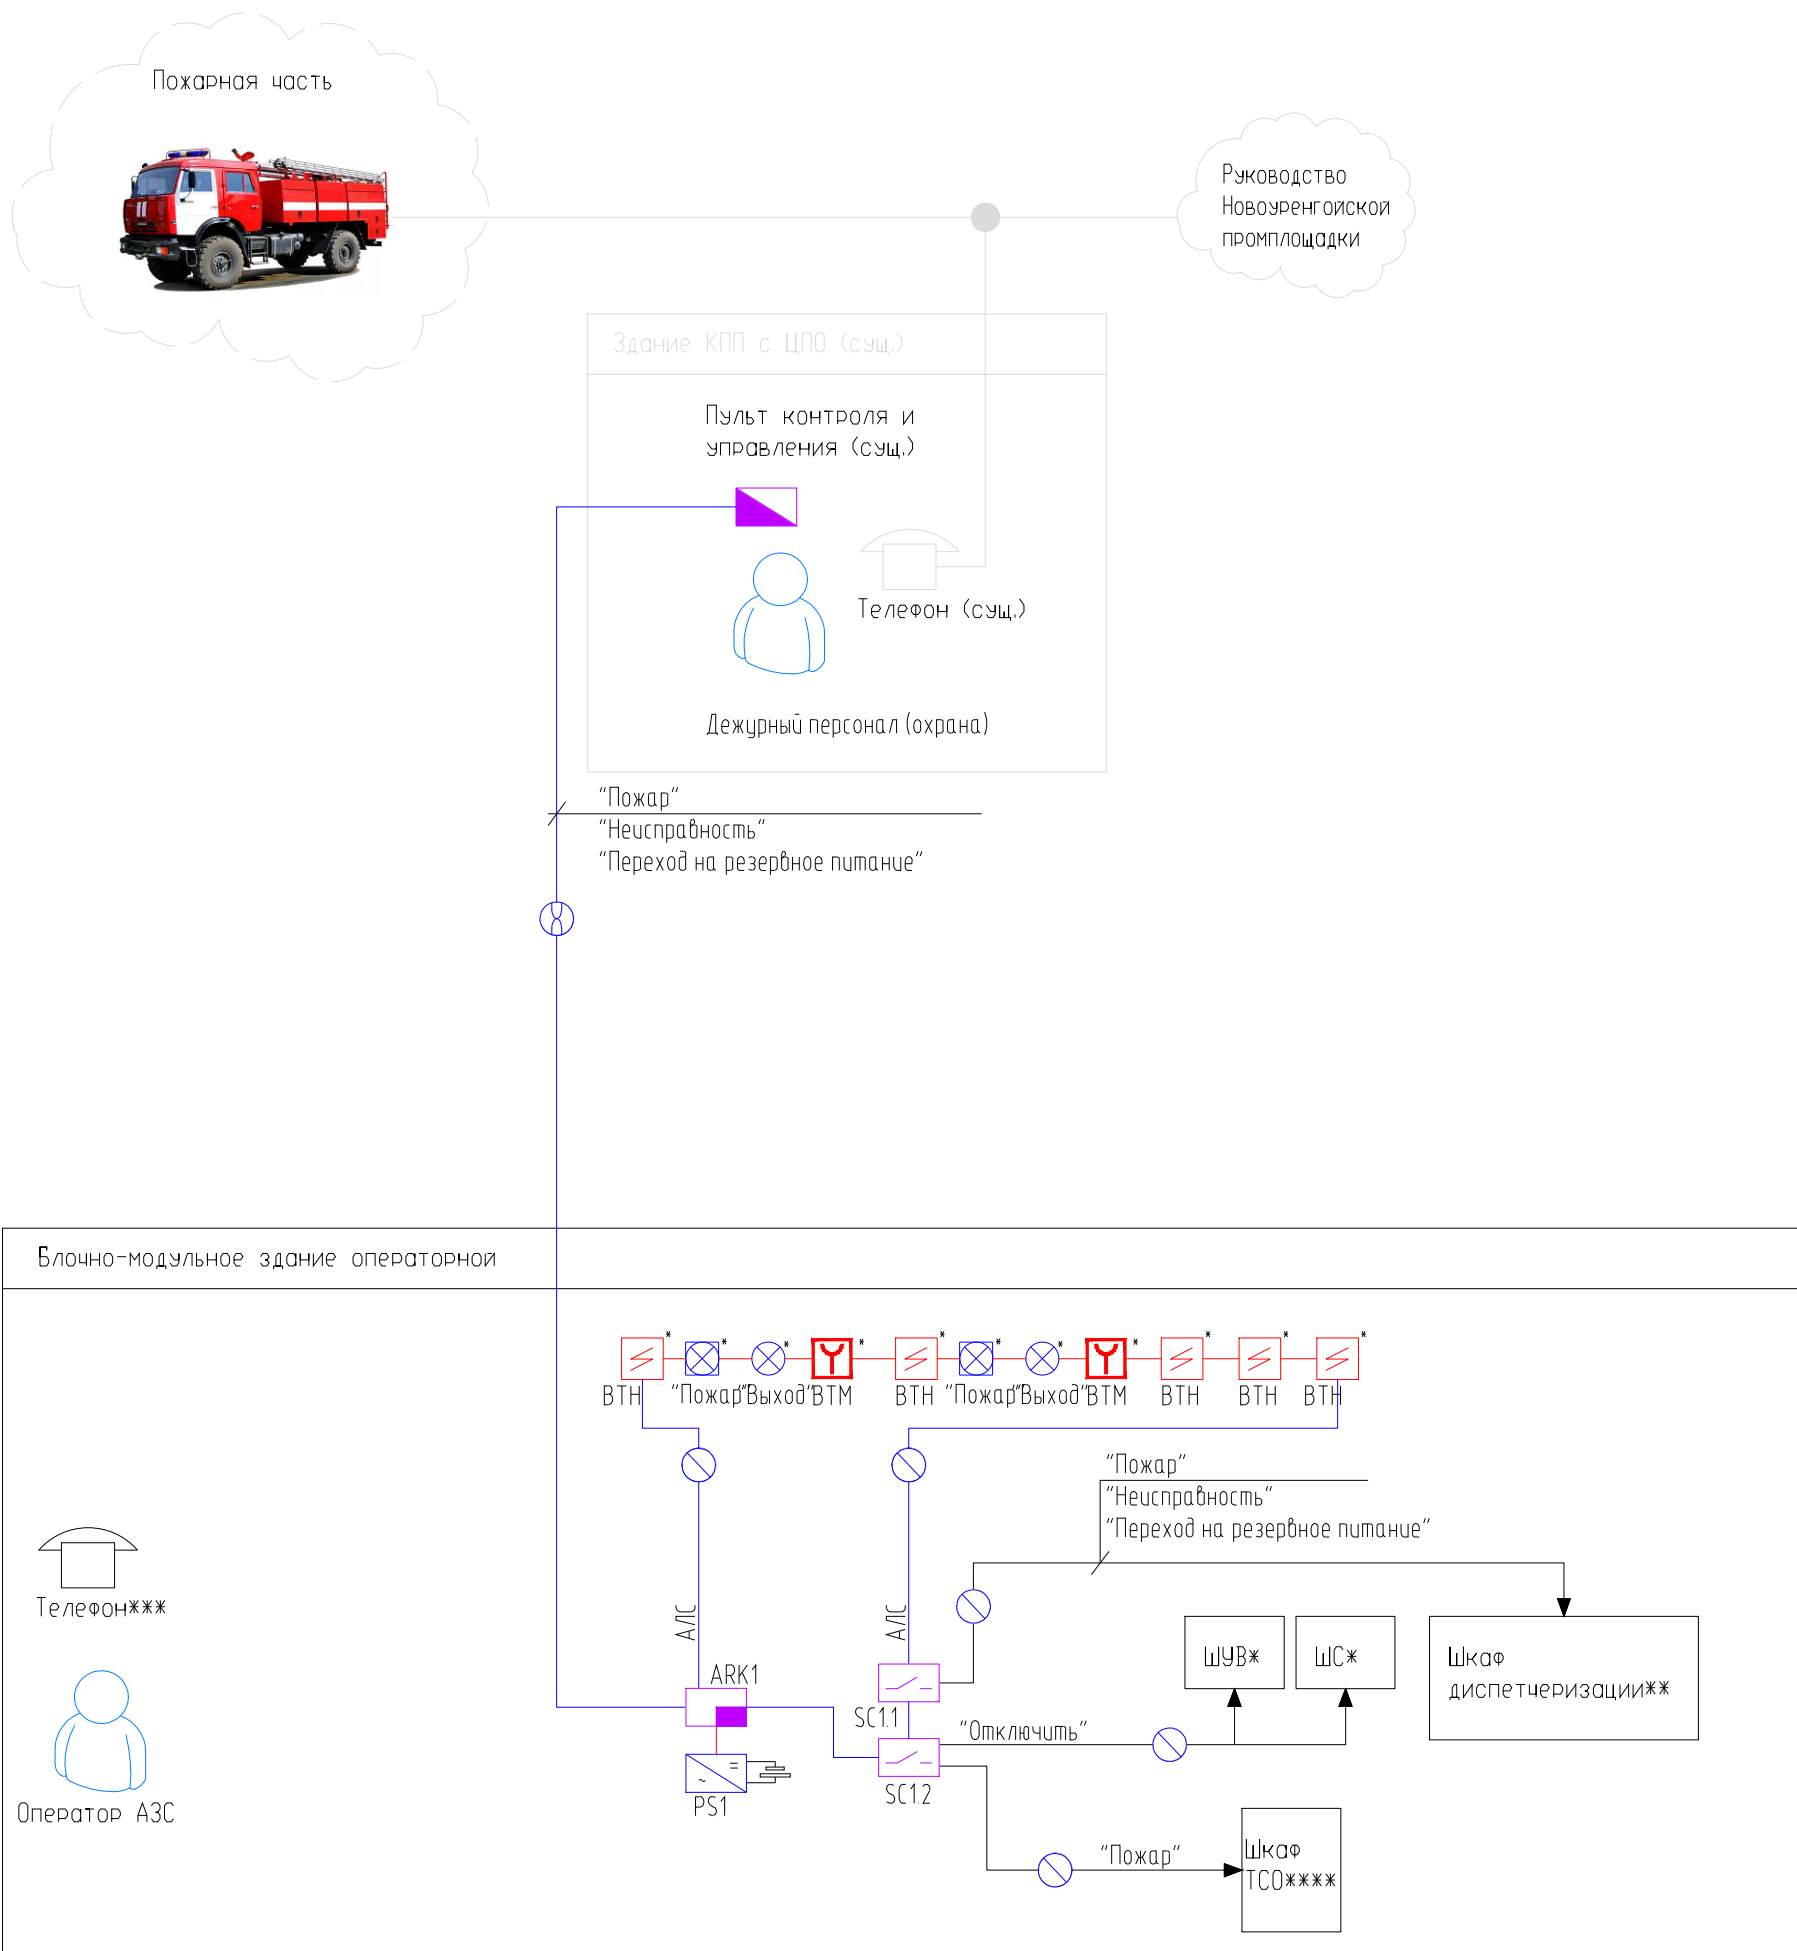 Пожарная часть
Руководство
Новоуренгойской
промплощадки
Здание КПП с ЦПО (сущ.)
Пульт контроля и
управления (сущ.)
Телефон (сущ.)
Дежурный персонал (охрана)
"Пожар"
"Неисправность"
"Переход на резервное питание"
Блочно-модульное здание операторной
* * * * * * * * * * *
ВТН "Пожар" "Выход" ВТМ ВТН "Пожар" "Выход" ВТМ ВТН ВТН ВТН
"Пожар"
"Неисправность"
"Переход на резервное питание"
Телефон***
АЛС
АЛС
ARK1
ШУВ*
ШС*
Шкаф
диспетчеризации**
SC1.1
"Отключить"
PS1
SC1.2
Оператор АЗС
"Пожар"
Шкаф
ТСО****